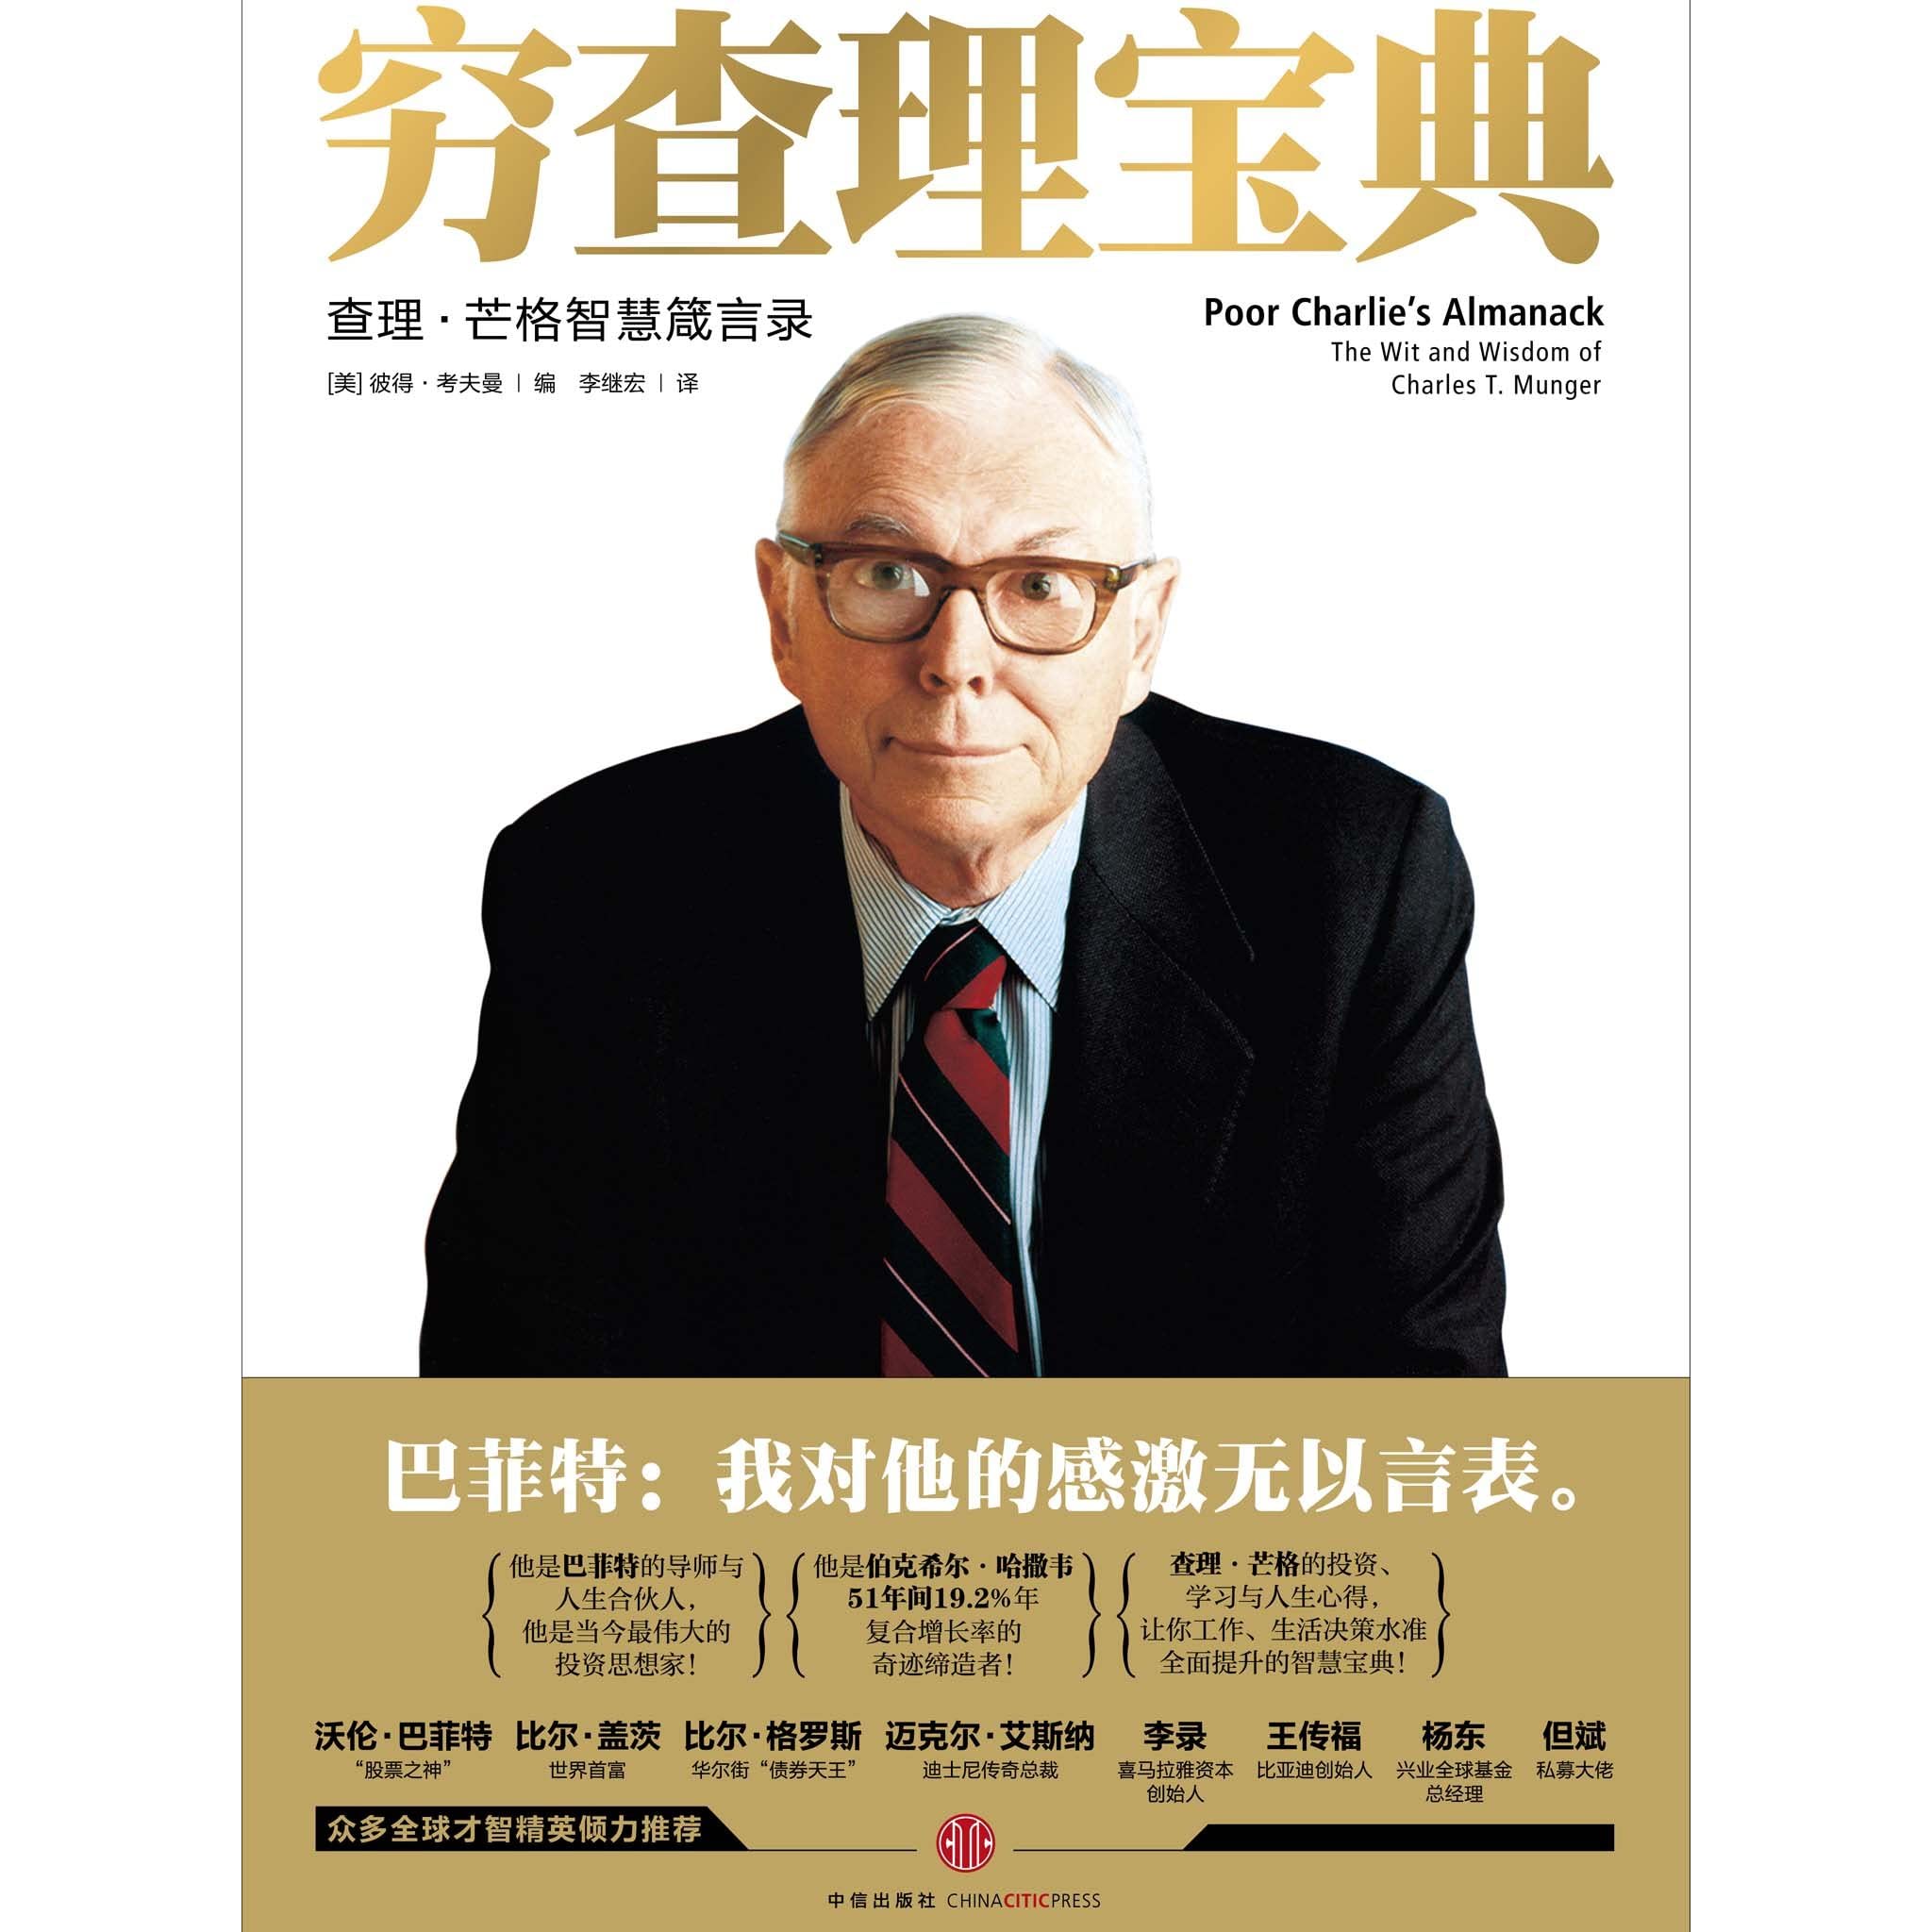 穷查理宝典
查理·芒格智慧箴言录
[美] 彼得·考夫曼 | 编 李继宏 | 译
Poor Charlie's Almanack
The Wit and Wisdom of
Charles T. Munger
巴菲特：我对他的感激无以言表。
他是巴菲特的导师与
人生合伙人，
他是当今最伟大的
投资思想家！
他是伯克希尔·哈撒韦
51年间19.2%年
复合增长率的
奇迹缔造者！
查理·芒格的投资、
学习与人生心得，
让你工作、生活决策水准
全面提升的智慧宝典！
沃伦·巴菲特
“股票之神”
比尔·盖茨
世界首富
比尔·格罗斯
华尔街“债券天王”
迈克尔·艾斯纳
迪士尼传奇总裁
李录
喜马拉雅资本
创始人
王传福
比亚迪创始人
杨东
兴业全球基金
总经理
但斌
私募大佬
众多全球才智精英倾力推荐
中信出版社 CHINACITICPRESS